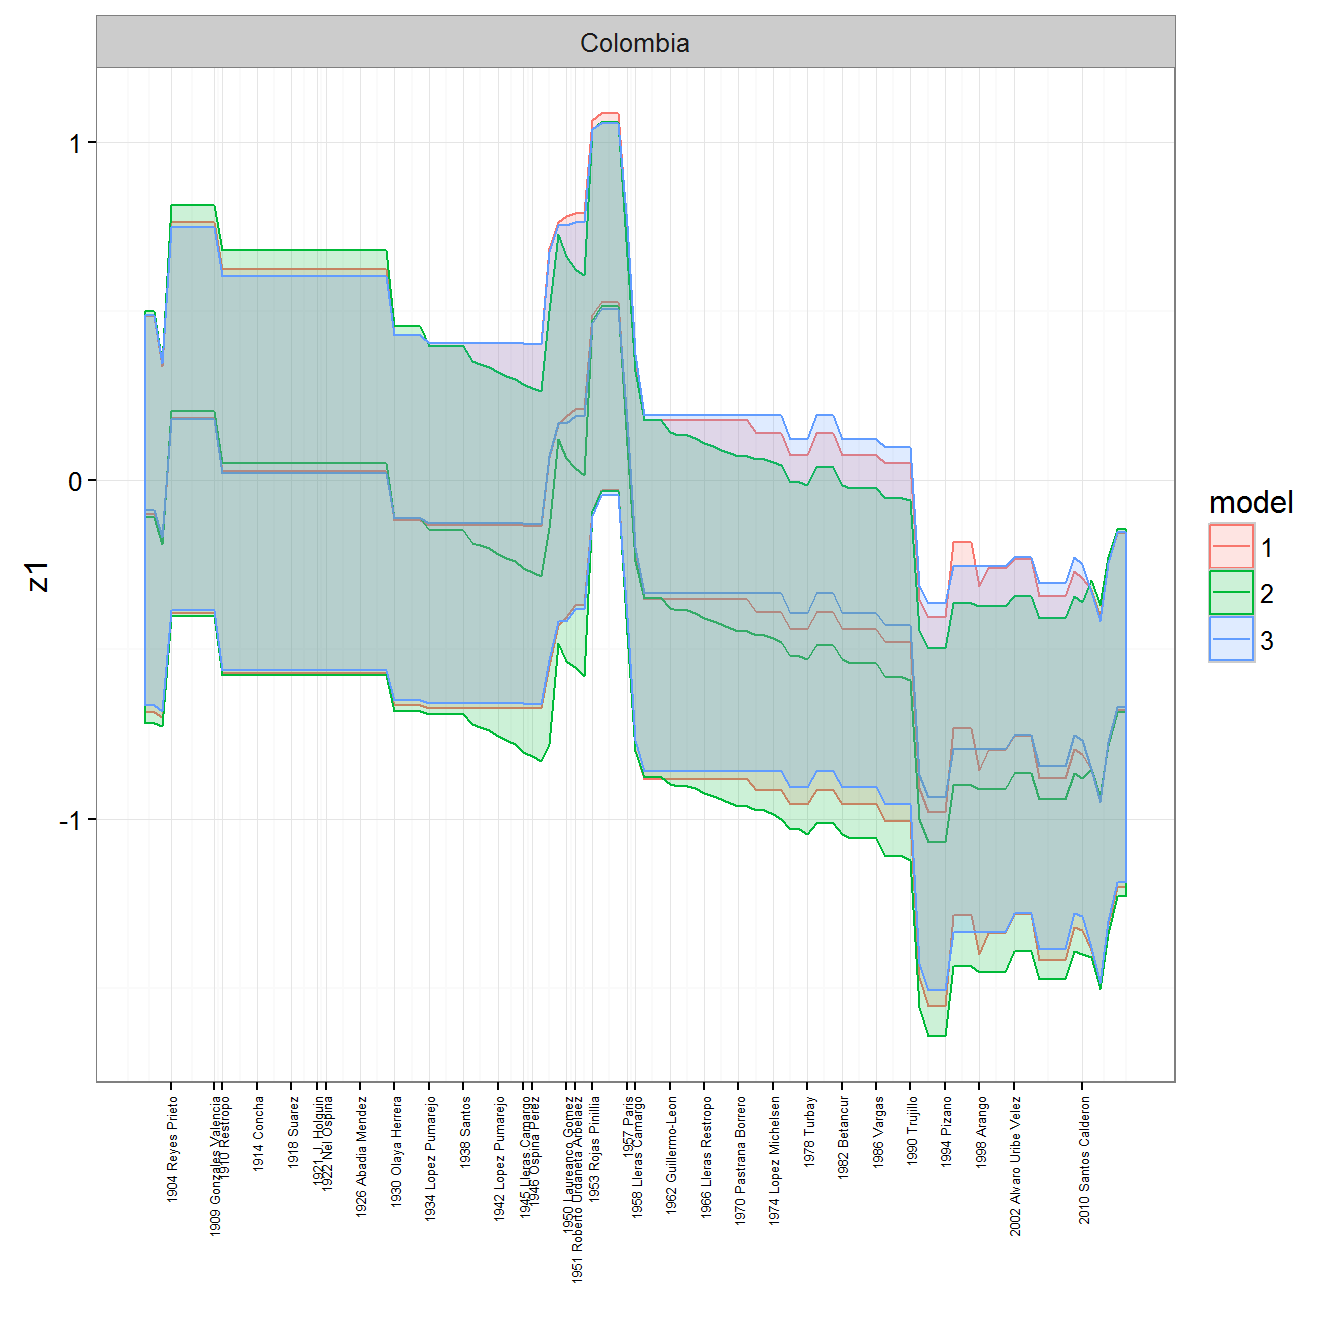 Colombia
1
0
-1
z1
model
1
2
3
1904 Reyes Prieto
1909 Gonzales Valencia
1910 Restropo
1914 Concha
1918 Suarez
1921 J. Holguin
1922 Nel Ospina
1926 Abadia Mendez
1930 Olaya Herrera
1934 Lopez Pumarejo
1938 Santos
1942 Lopez Pumarejo
1945 Lleras Camargo
1946 Ospina Perez
1950 Laureanco Gomez
1951 Roberto Urdaneta Arbelaez
1953 Rojas Pinillia
1957 Paris
1958 Lleras Camargo
1962 Guillermo-Leon
1966 Lleras Restropo
1970 Pastrana Borrero
1974 Lopez Michelsen
1978 Turbay
1982 Betancur
1986 Vargas
1990 Trujillo
1994 Pizano
1998 Arango
2002 Alvaro Uribe Velez
2010 Santos Calderon